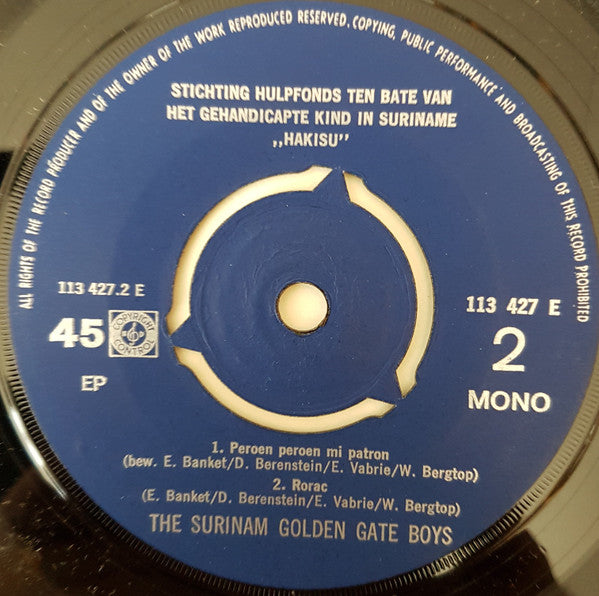 ALL RIGHTS OF THE RECORD PRODUCER AND OF THE OWNER OF THE WORK REPRODUCED RESERVED. COPYING, PUBLIC PERFORMANCE AND BROADCASTING OF THIS RECORD PROHIBITED
STICHTING HULPFONDS TEN BATE VAN
HET GEHANDICAPTE KIND IN SURINAME
„HAKISU”
113 427.2 E
113 427 E
45
COPYRIGHT
CONTROL
2
EP
MONO
1. Peroen peroen mi patron
(bew. E. Banket/D. Berenstein/E. Vabrie/W. Bergtop)
2. Rorac
(E. Banket/D. Berenstein/E. Vabrie/W. Bergtop)
THE SURINAM GOLDEN GATE BOYS